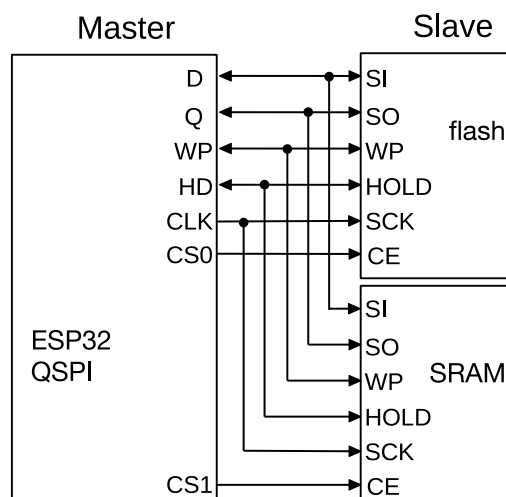 Master
Slave
D
Q
WP
HD
CLK
CS0
ESP32
QSPI
CS1
SI
SO
WP
HOLD
SCK
CE
flash
SI
SO
WP
HOLD
SCK
CE
SRAM